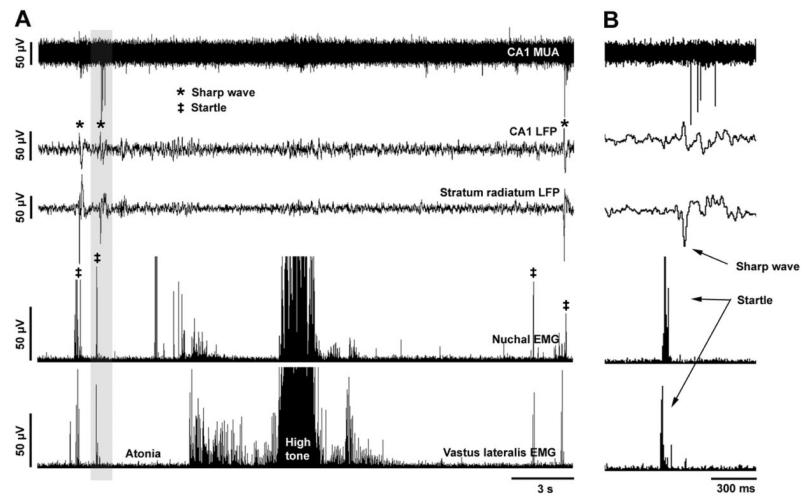 A
B
50 µV
CA1 MUA
* Sharp wave
‡ Startle
* * *
50 µV
CA1 LFP
50 µV
Stratum radiatum LFP
Sharp wave
‡ ‡ ‡ ‡
Startle
50 µV
Nuchal EMG
50 µV
Atonia
High tone
Vastus lateralis EMG
3 s
300 ms